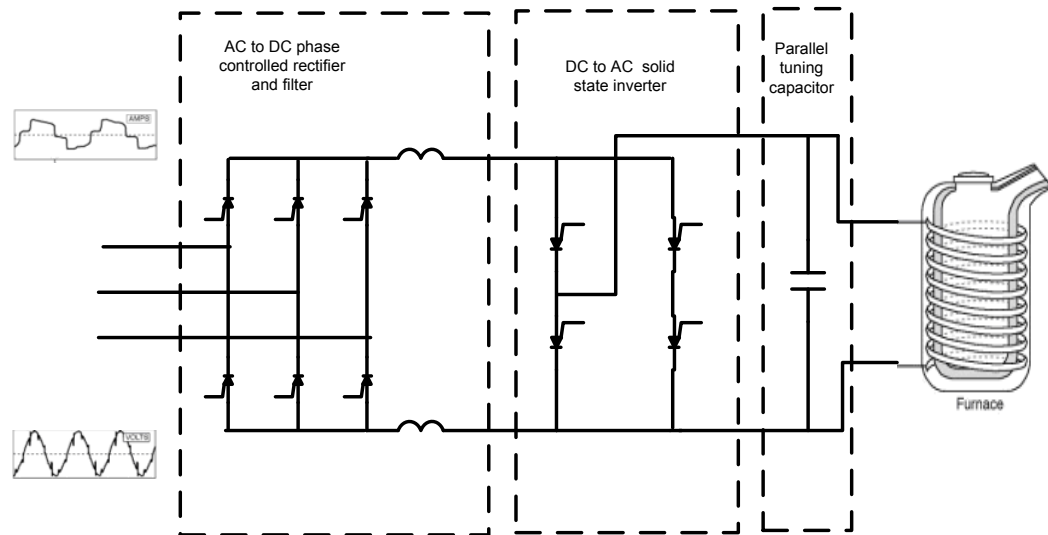 AC to DC phase
controlled rectifier
and filter
DC to AC solid
state inverter
Parallel
tuning
capacitor
AMPS
VOLTS
Furnace